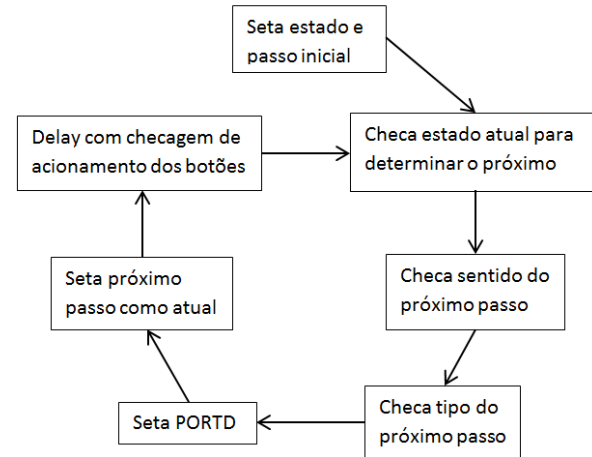 Seta estado e
passo inicial
Delay com checagem de
acionamento dos botões
Checa estado atual para
determinar o próximo
Seta próximo
passo como atual
Checa sentido do
próximo passo
Seta PORTD
Checa tipo do
próximo passo